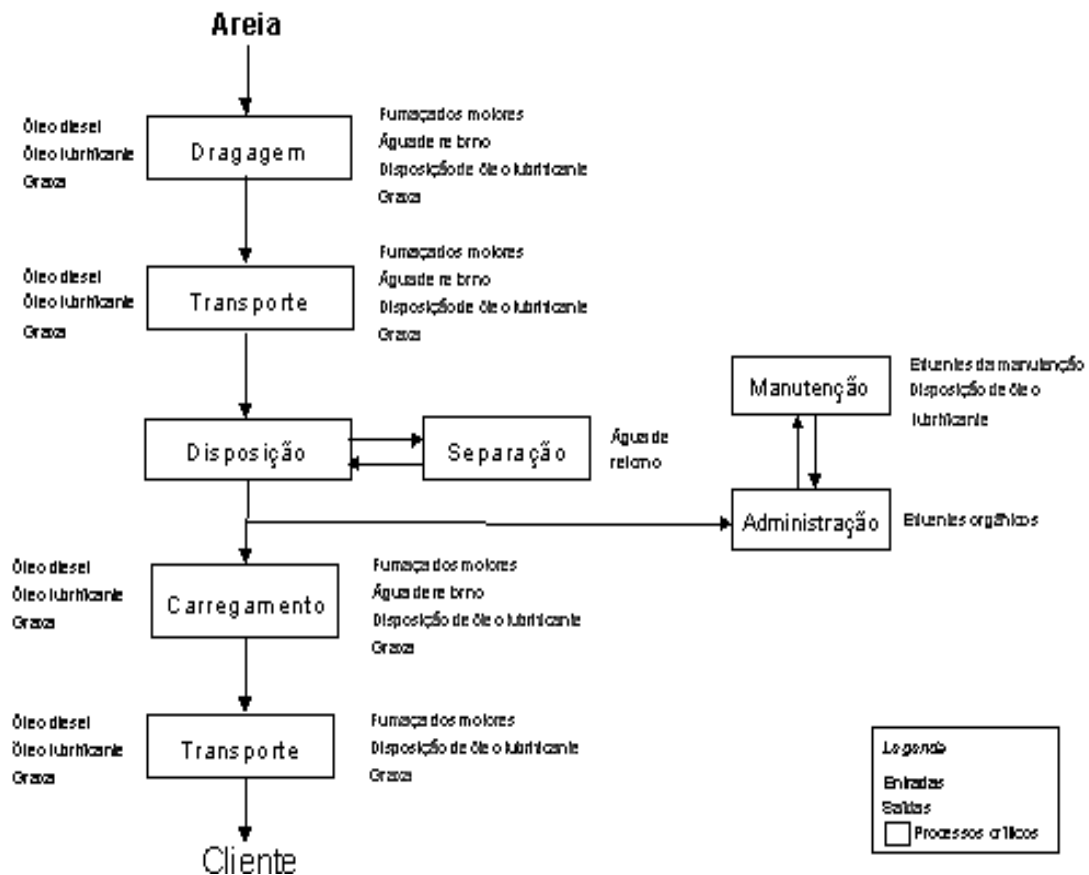 Areia
Óleo diesel
Óleo lubrificante
Graxa
Dragagem
Fumaça dos motores
Água de retorno
Disposição de óleo lubrificante
Graxa
Óleo diesel
Óleo lubrificante
Graxa
Transporte
Fumaça dos motores
Água de retorno
Disposição de óleo lubrificante
Graxa
Disposição
Separação
Água de
retorno
Manutenção
Efluentes da manutenção
Disposição de óleo
lubrificante
Administração
Efluentes orgânicos
Óleo diesel
Óleo lubrificante
Graxa
Carregamento
Fumaça dos motores
Água de retorno
Disposição de óleo lubrificante
Graxa
Óleo diesel
Óleo lubrificante
Graxa
Transporte
Fumaça dos motores
Disposição de óleo lubrificante
Graxa
Cliente
Legenda
Entradas
Saídas
Processos críticos